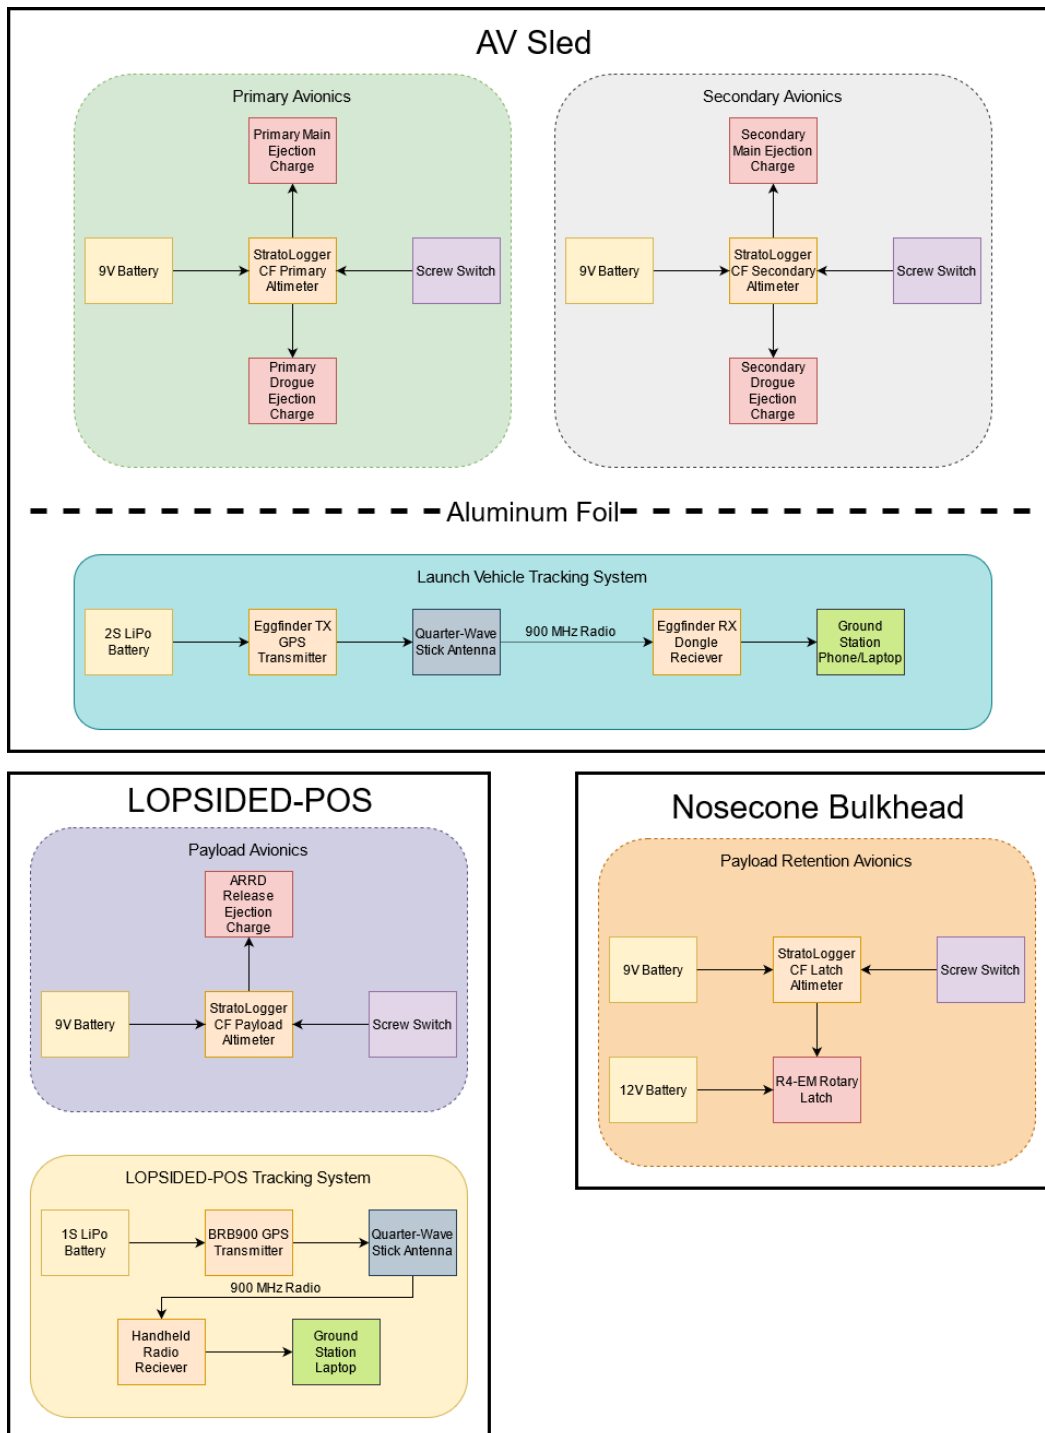 AV Sled
Primary Avionics
Primary Main
Ejection
Charge
9V Battery
StratoLogger
CF Primary
Altimeter
Screw Switch
Primary
Drogue
Ejection
Charge
Secondary Avionics
Secondary
Main Ejection
Charge
9V Battery
StratoLogger
CF Secondary
Altimeter
Screw Switch
Secondary
Drogue
Ejection
Charge
Aluminum Foil
Launch Vehicle Tracking System
2S LiPo
Battery
Eggfinder TX
GPS
Transmitter
Quarter-Wave
Stick Antenna
900 MHz Radio
Eggfinder RX
Dongle
Reciever
Ground
Station
Phone/Laptop
LOPSIDED-POS
Payload Avionics
ARRD
Release
Ejection
Charge
9V Battery
StratoLogger
CF Payload
Altimeter
Screw Switch
LOPSIDED-POS Tracking System
1S LiPo
Battery
BRB900 GPS
Transmitter
Quarter-Wave
Stick Antenna
900 MHz Radio
Handheld
Radio
Reciever
Ground
Station
Laptop
Nosecone Bulkhead
Payload Retention Avionics
9V Battery
StratoLogger
CF Latch
Altimeter
Screw Switch
12V Battery
R4-EM Rotary
Latch